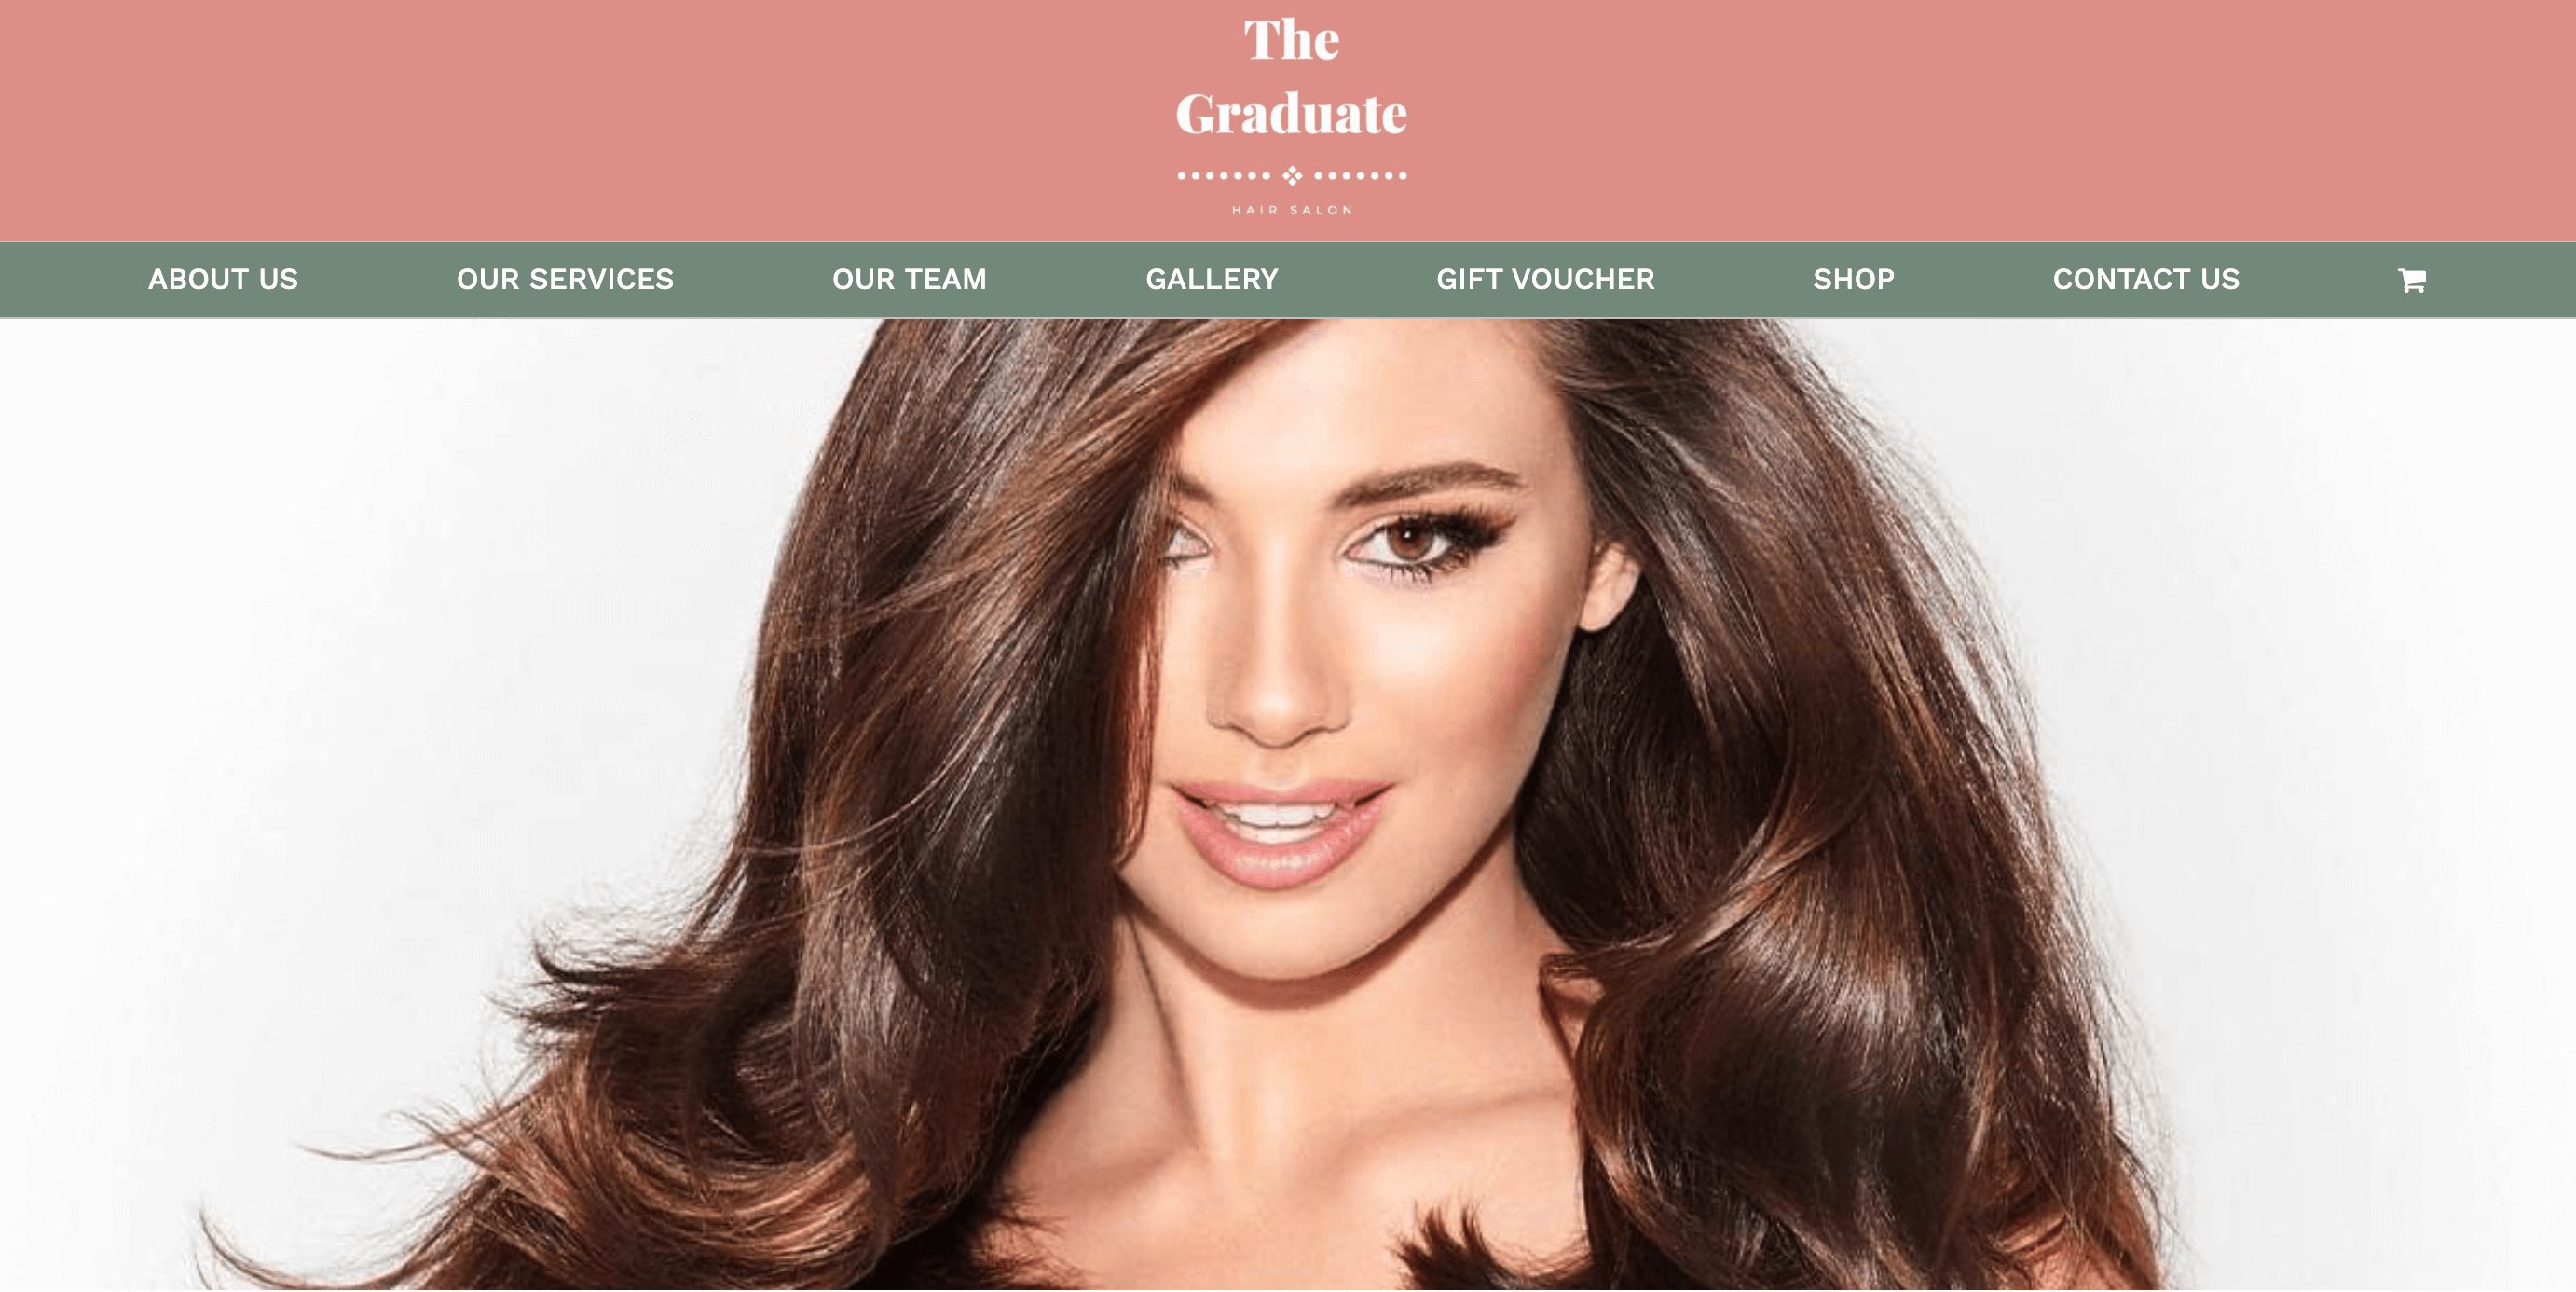 The
Graduate
HAIR SALON
ABOUT US
OUR SERVICES
OUR TEAM
GALLERY
GIFT VOUCHER
SHOP
CONTACT US